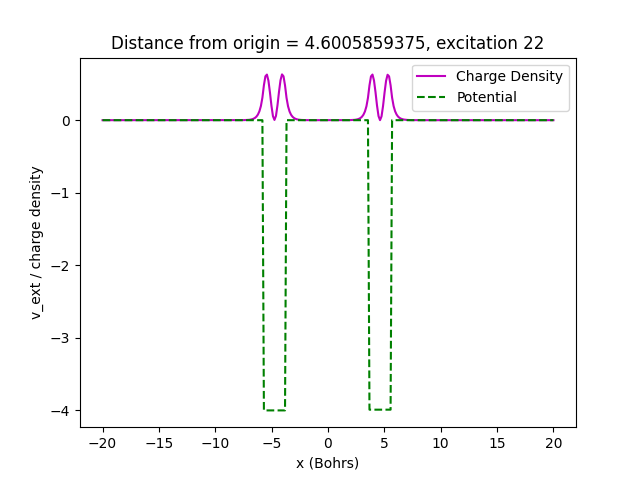 Distance from origin = 4.6005859375, excitation 22
Charge Density
Potential
v_ext / charge density
0
−1
−2
−3
−4
−20
−15
−10
−5
0
5
10
15
20
x (Bohrs)